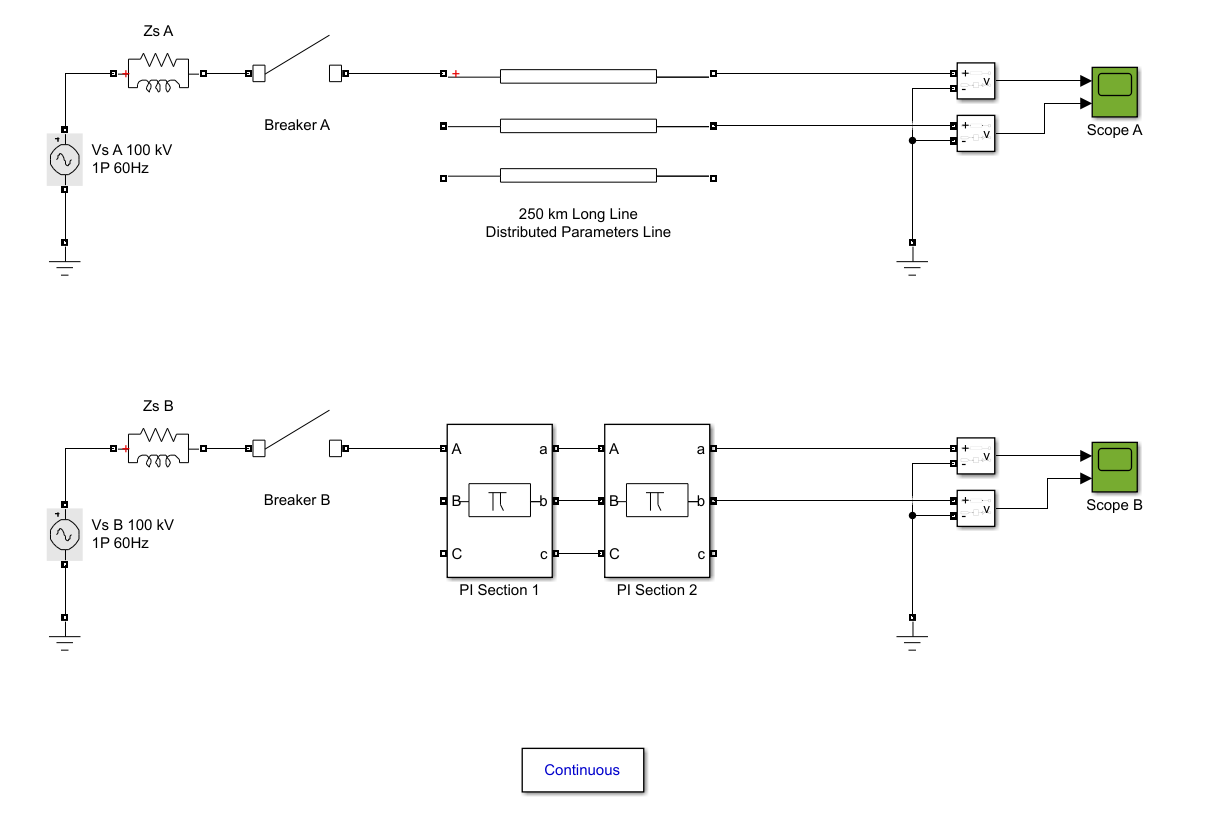 Zs A
Breaker A
Vs A 100 kV
1P 60Hz
250 km Long Line
Distributed Parameters Line
+
-
v
+
-
v
Scope A
Zs B
Breaker B
Vs B 100 kV
1P 60Hz
A
a
A
a
B
b
B
b
C
c
C
c
PI Section 1
PI Section 2
+
-
v
+
-
v
Scope B
Continuous